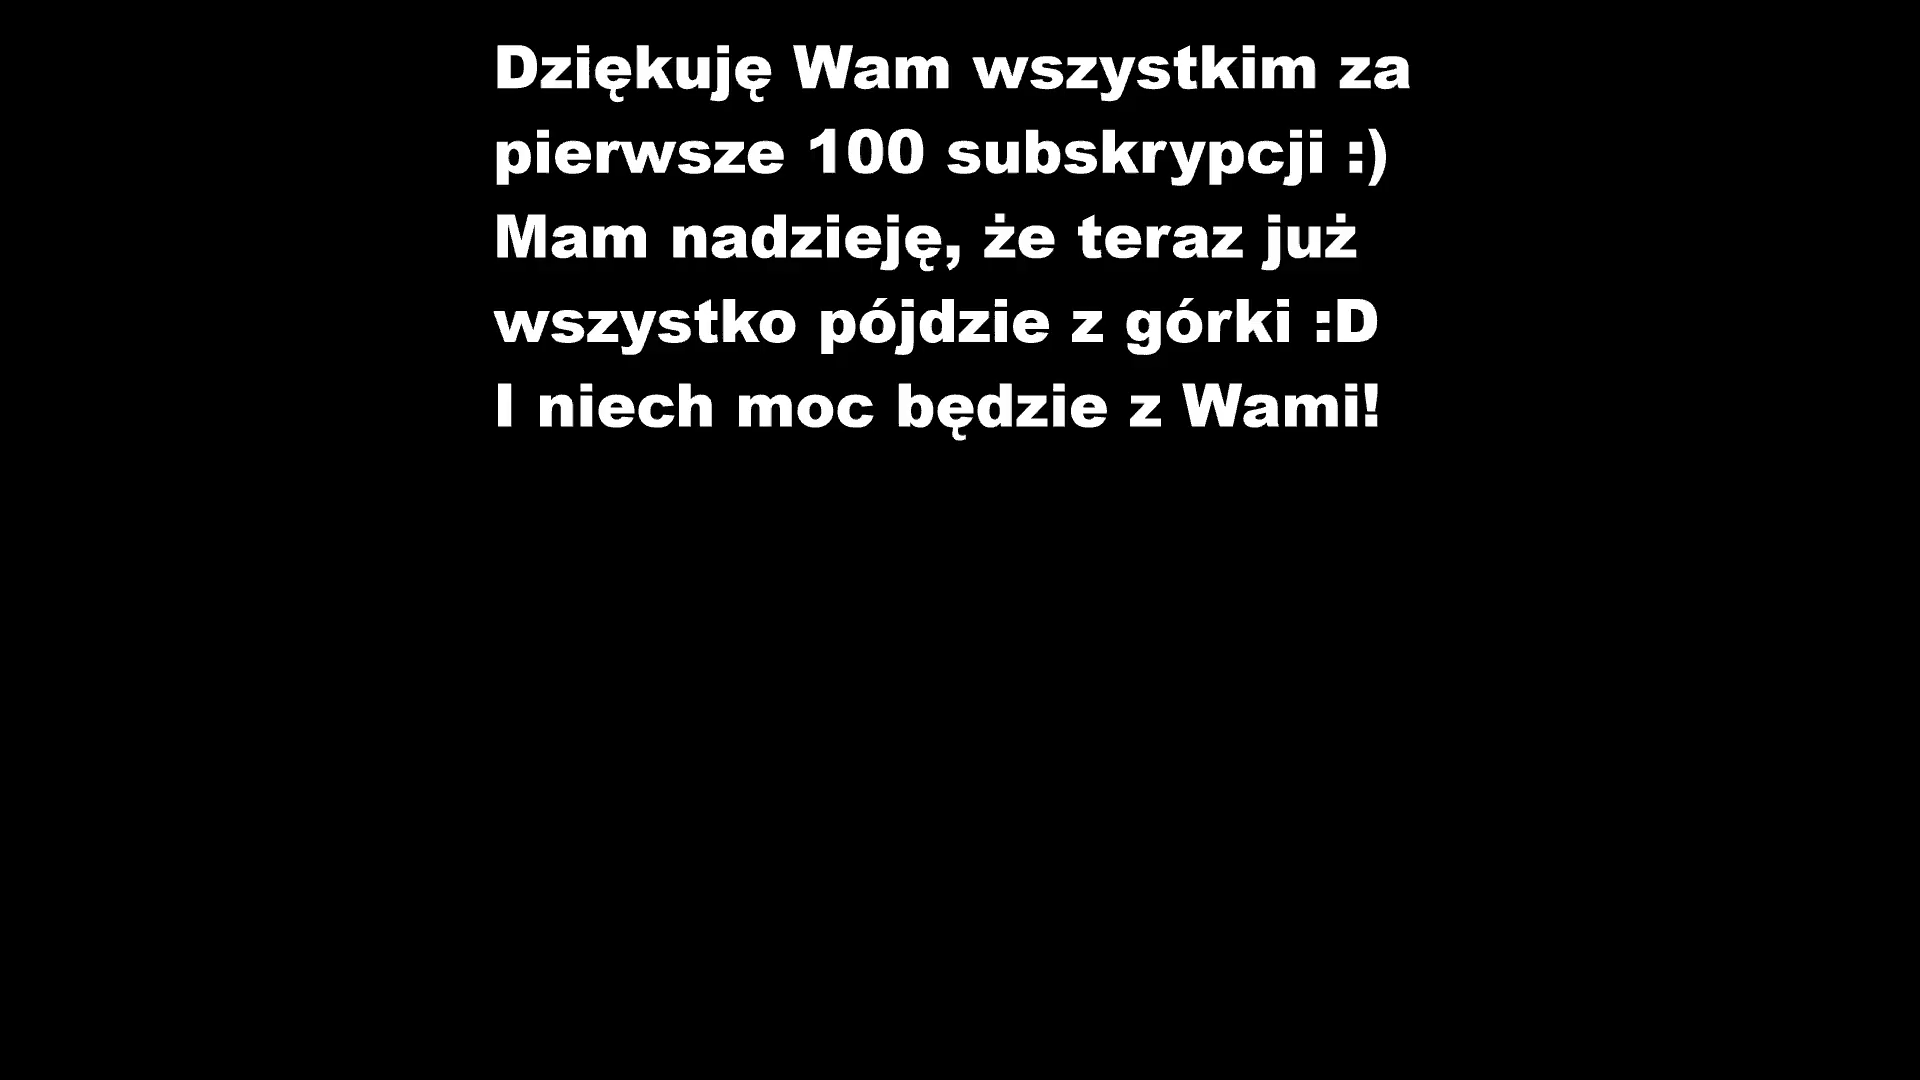 Dziękuję Wam wszystkim za
pierwsze 100 subskrypcji :)
Mam nadzieję, że teraz już
wszystko pójdzie z górki :D
I niech moc będzie z Wami!